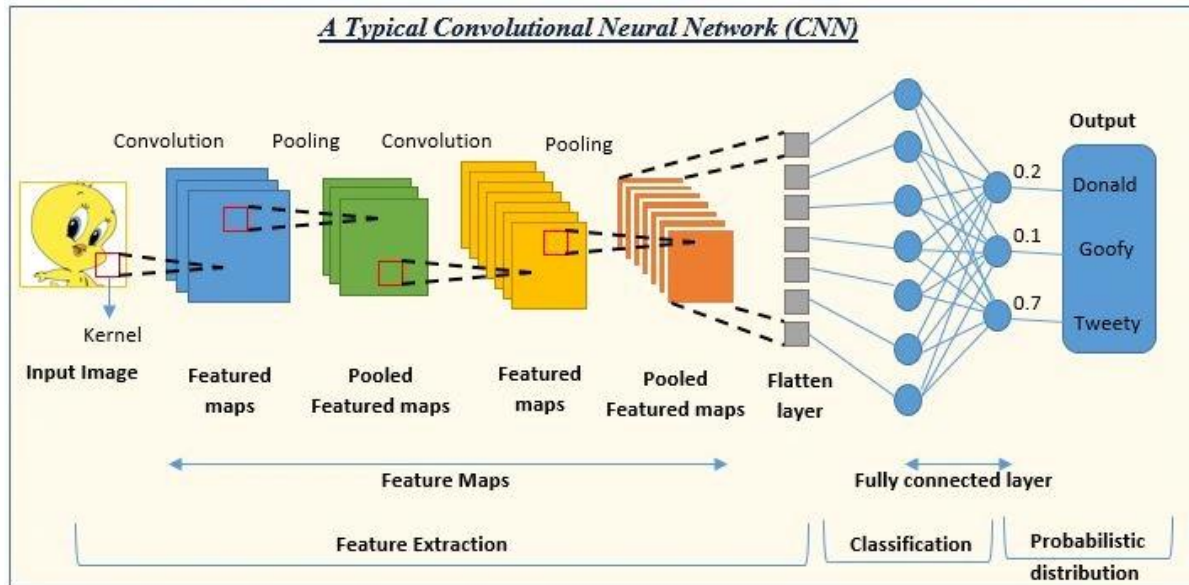 A Typical Convolutional Neural Network (CNN)
Convolution
Pooling
Convolution
Pooling
Output
0.2
Donald
0.1
Goofy
0.7
Tweety
Kernel
Input Image
Featured
maps
Pooled
Featured maps
Featured
maps
Pooled
Featured maps
Flatten
layer
Feature Maps
Fully connected layer
Feature Extraction
Classification
Probabilistic
distribution